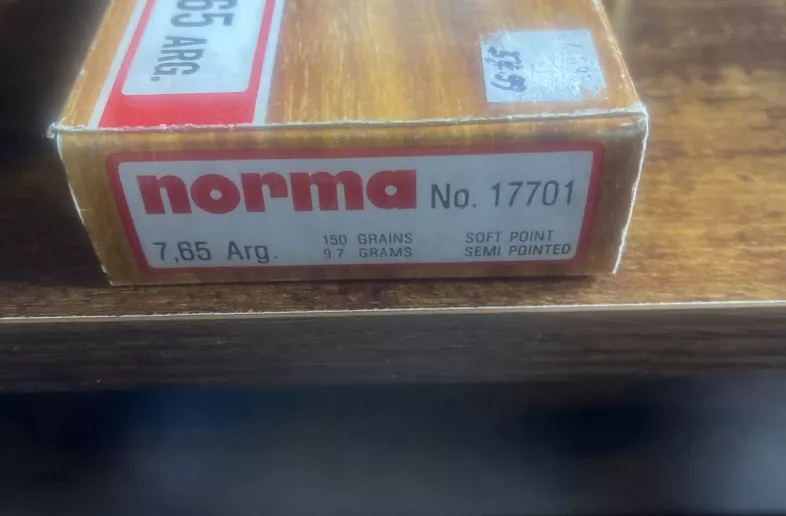 65 ARG.
norma No. 17701
7,65 Arg. 150 GRAINS SOFT POINT
9.7 GRAMS SEMI POINTED